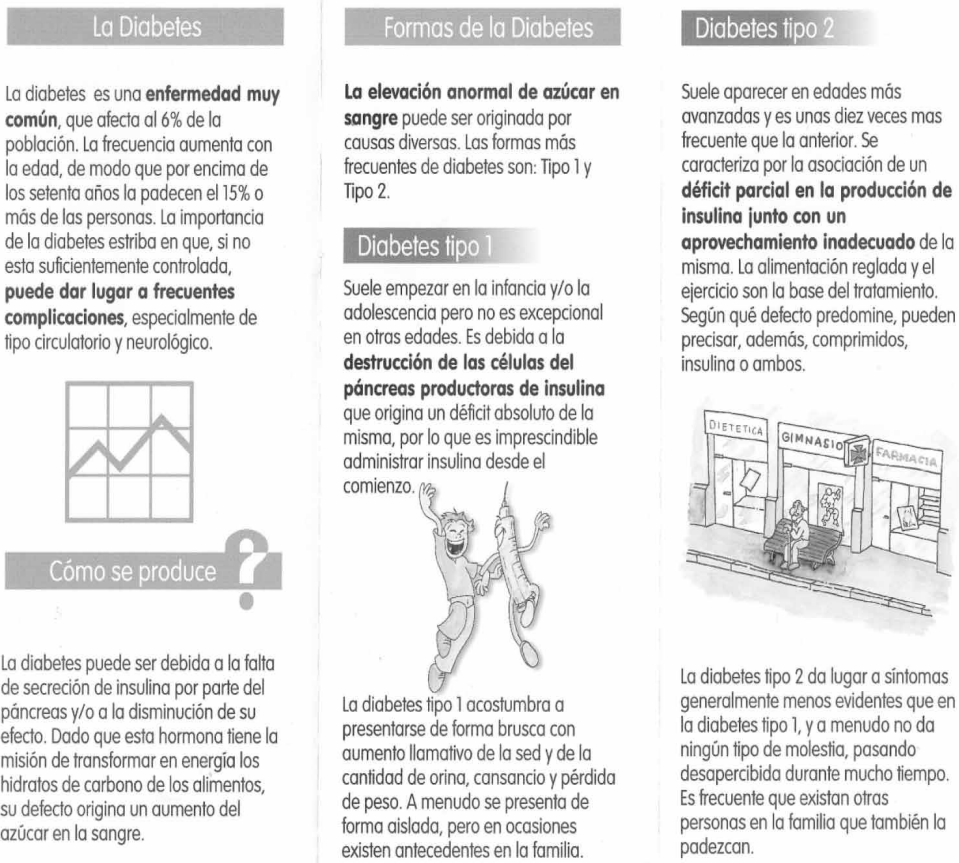 La Diabetes
La diabetes es una enfermedad muy
común, que afecta al 6% de la
población. La frecuencia aumenta con
la edad, de modo que por encima de
los setenta años la padecen el 15% o
más de las personas. La importancia
de la diabetes estriba en que, si no
esta suficientemente controlada,
puede dar lugar a frecuentes
complicaciones, especialmente de
tipo circulatorio y neurológico.
Cómo se produce ?
La diabetes puede ser debida a la falta
de secreción de insulina por parte del
páncreas y/o a la disminución de su
efecto. Dado que esta hormona tiene la
misión de transformar en energía los
hidratos de carbono de los alimentos,
su defecto origina un aumento del
azúcar en la sangre.
Formas de la Diabetes
La elevación anormal de azúcar en
sangre puede ser originada por
causas diversas. Las formas más
frecuentes de diabetes son: Tipo 1 y
Tipo 2.
Diabetes tipo 1
Suele empezar en la infancia y/o la
adolescencia pero no es excepcional
en otras edades. Es debida a la
destrucción de las células del
páncreas productoras de insulina
que origina un déficit absoluto de la
misma, por lo que es imprescindible
administrar insulina desde el
comienzo.
La diabetes tipo 1 acostumbra a
presentarse de forma brusca con
aumento llamativo de la sed y de la
cantidad de orina, cansancio y pérdida
de peso. A menudo se presenta de
forma aislada, pero en ocasiones
existen antecedentes en la familia.
Diabetes tipo 2
Suele aparecer en edades más
avanzadas y es unas diez veces mas
frecuente que la anterior. Se
caracteriza por la asociación de un
déficit parcial en la producción de
insulina junto con un
aprovechamiento inadecuado de la
misma. La alimentación reglada y el
ejercicio son la base del tratamiento.
Según qué defecto predomine, pueden
precisar, además, comprimidos,
insulina o ambos.
DIETETICA
GIMNASIO
FARMACIA
La diabetes tipo 2 da lugar a síntomas
generalmente menos evidentes que en
la diabetes tipo 1, y a menudo no da
ningún tipo de molestia, pasando
desapercibida durante mucho tiempo.
Es frecuente que existan otras
personas en la familia que también la
padezcan.